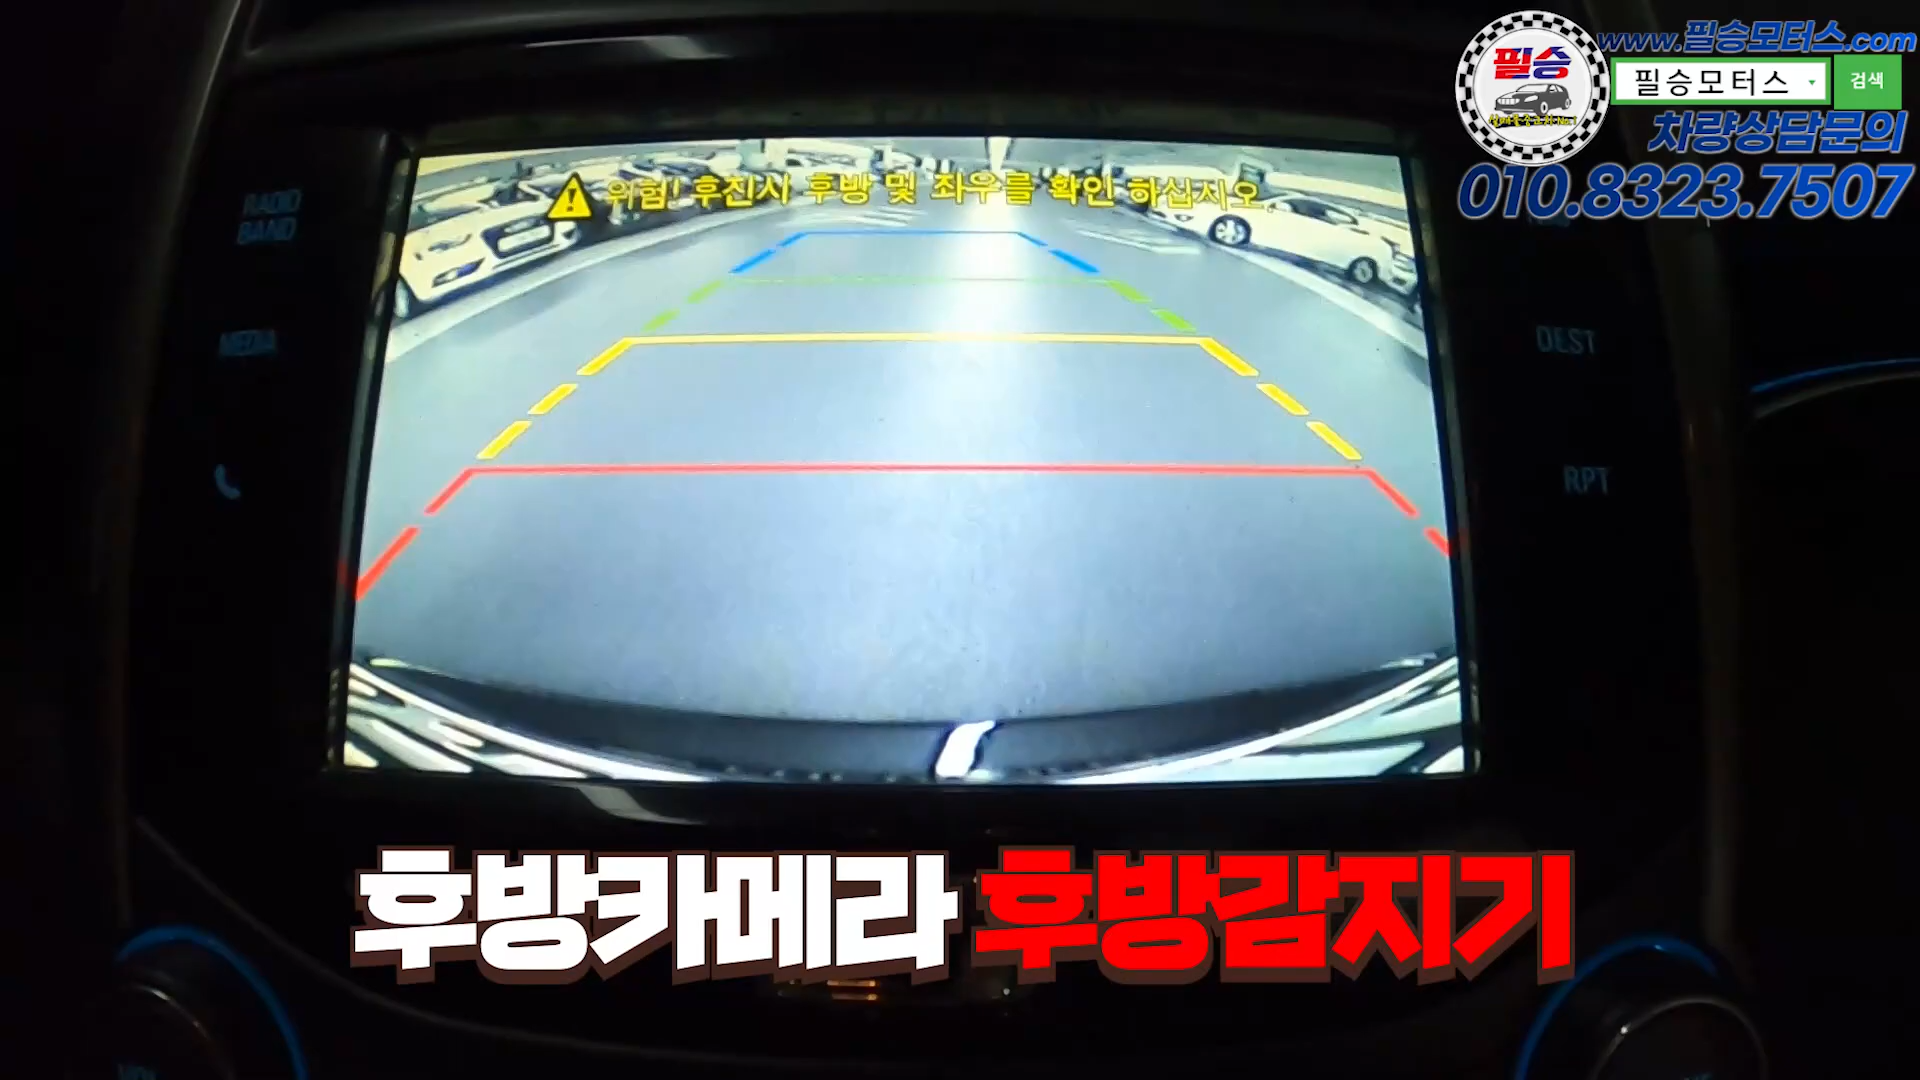 www.필승모터스.com
필승
필승모터스
검색
차량상담문의
010.8323.7507
위험! 후진시 후방 및 좌우를 확인 하십시오.
RADIO
BAND
MEDIA
DEST
RPT
후방카메라 후방감지기